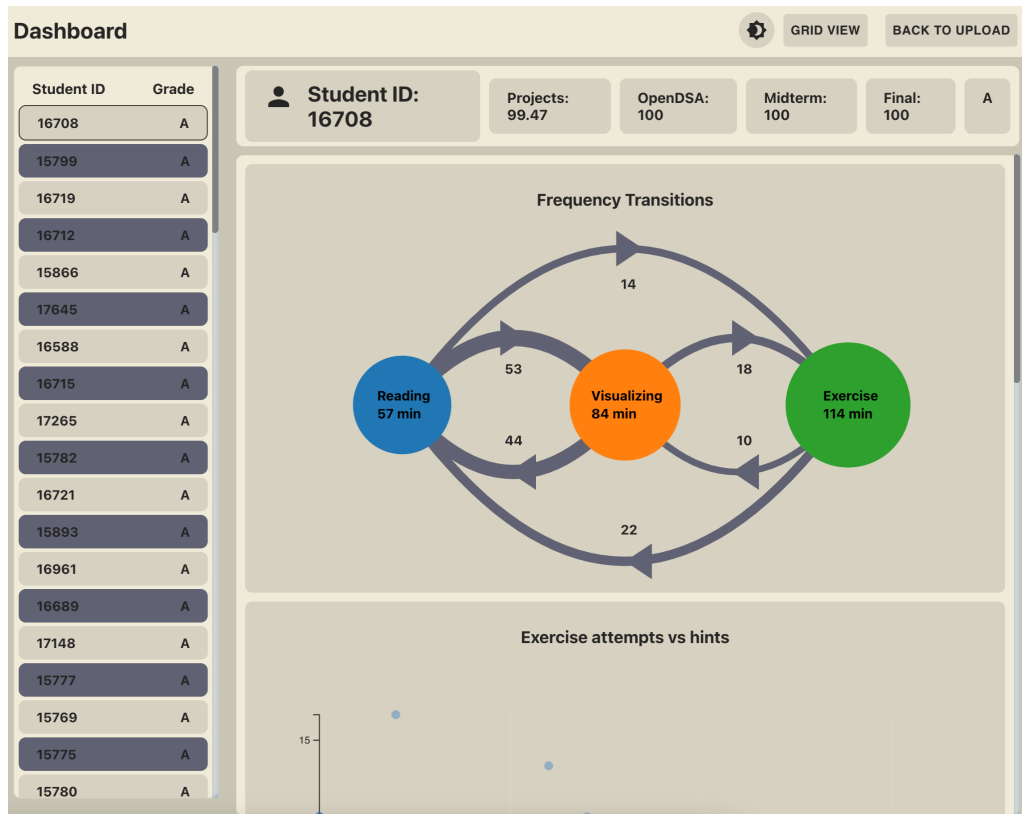 Dashboard
GRID VIEW
BACK TO UPLOAD
Student ID Grade
16708 A
15799 A
16719 A
16712 A
15866 A
17645 A
16588 A
16715 A
17265 A
15782 A
16721 A
15893 A
16961 A
16689 A
17148 A
15777 A
15769 A
15775 A
15780 A
Student ID:
16708
Projects:
99.47
OpenDSA:
100
Midterm:
100
Final:
100
A
Frequency Transitions
14
53
18
Reading
57 min
Visualizing
84 min
Exercise
114 min
44
10
22
Exercise attempts vs hints
15